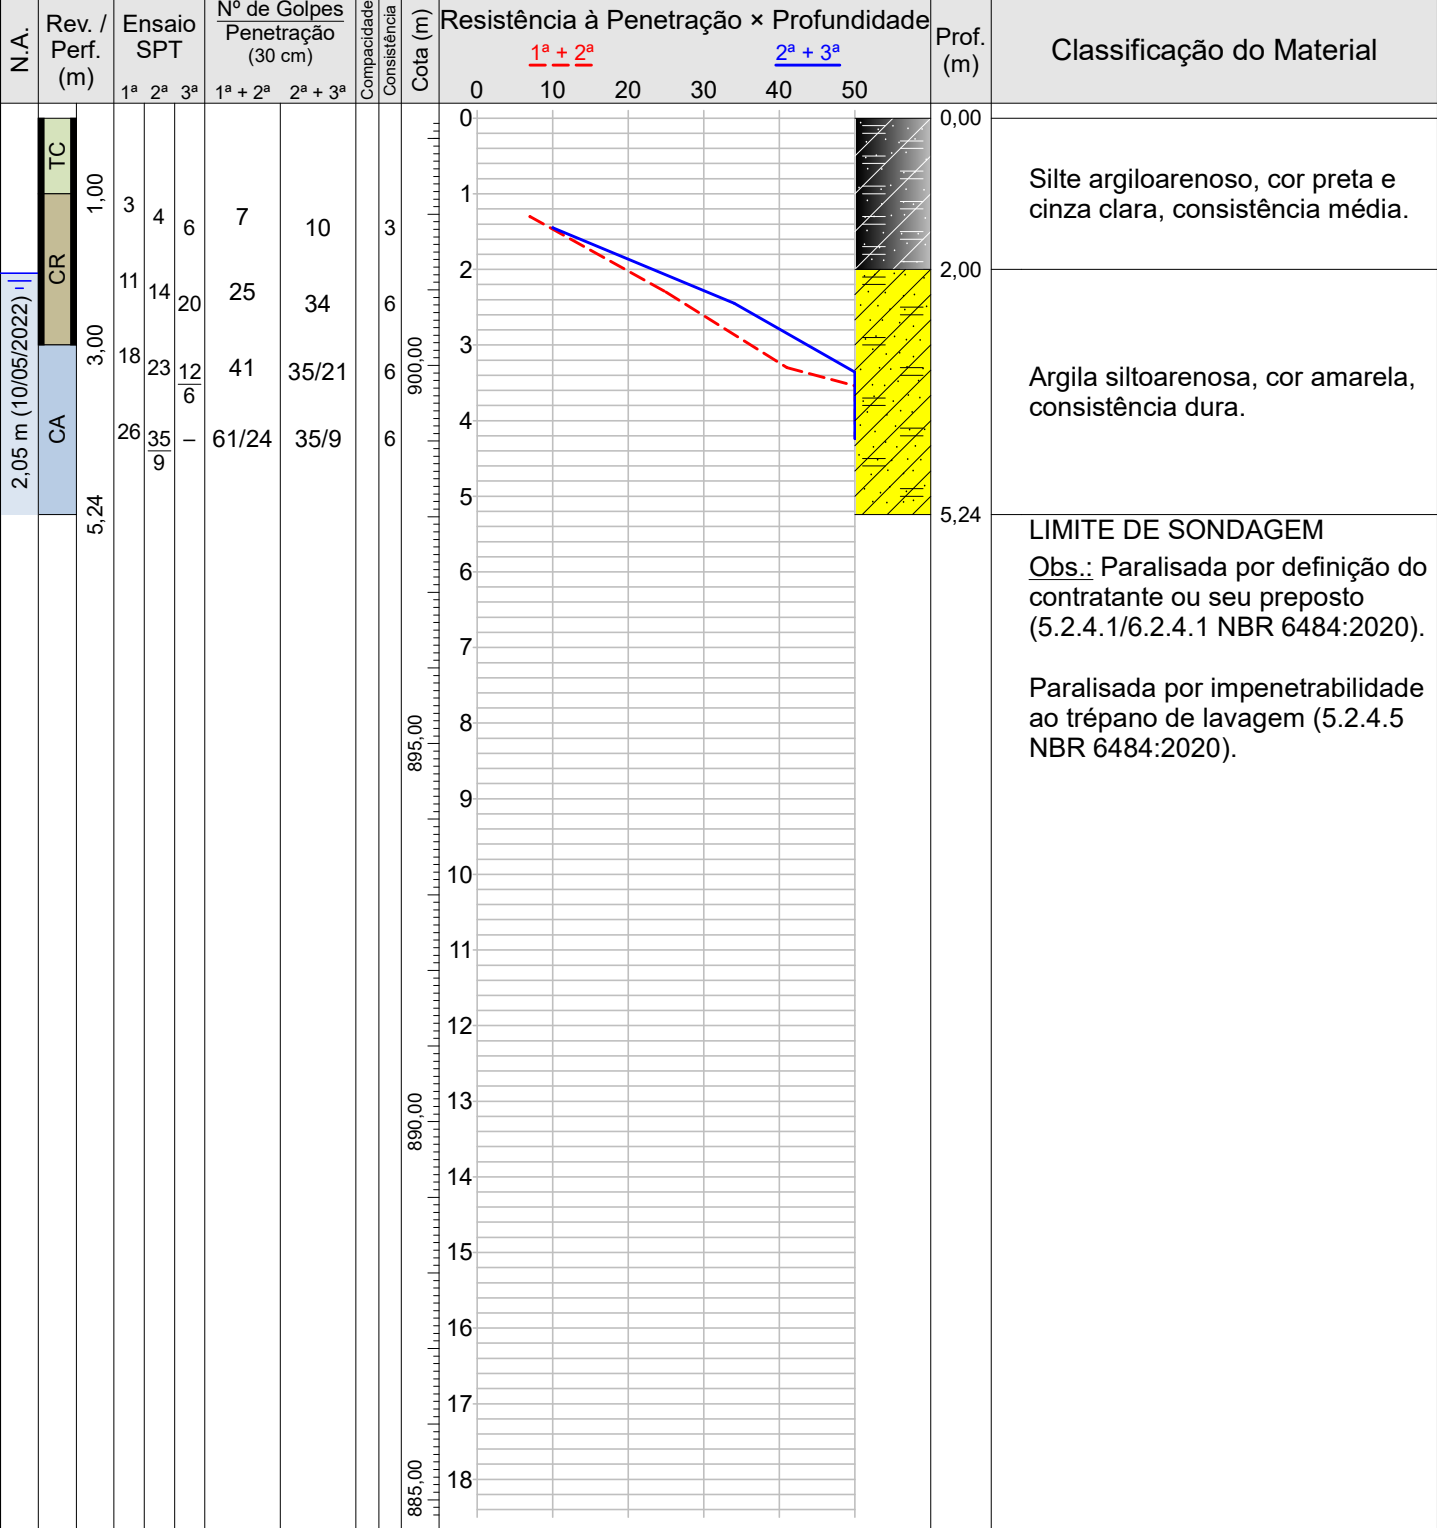 N.A.
Rev. /
Perf.
(m)
Ensaio
SPT
1ª 2ª 3ª
Nº de Golpes
Penetração
(30 cm)
1ª + 2ª 2ª + 3ª
Compacidade
Consistência
Cota (m)
Resistência à Penetração × Profundidade
1ª + 2ª 2ª + 3ª
0 10 20 30 40 50
Prof.
(m)
Classificação do Material
2,05 m (10/05/2022)
TC
CR
CA
1,00
3,00
5,24
3 4 6 7 10 3
11 14 20 25 34 6
18 23 12/6 41 35/21 6
26 35/9 – 61/24 35/9 6
900,00
895,00
890,00
885,00
0
1
2
3
4
5
6
7
8
9
10
11
12
13
14
15
16
17
18
0,00
2,00
5,24
Silte argiloarenoso, cor preta e
cinza clara, consistência média.
Argila siltoarenosa, cor amarela,
consistência dura.
LIMITE DE SONDAGEM
Obs.: Paralisada por definição do
contratante ou seu preposto
(5.2.4.1/6.2.4.1 NBR 6484:2020).
Paralisada por impenetrabilidade
ao trépano de lavagem (5.2.4.5
NBR 6484:2020).